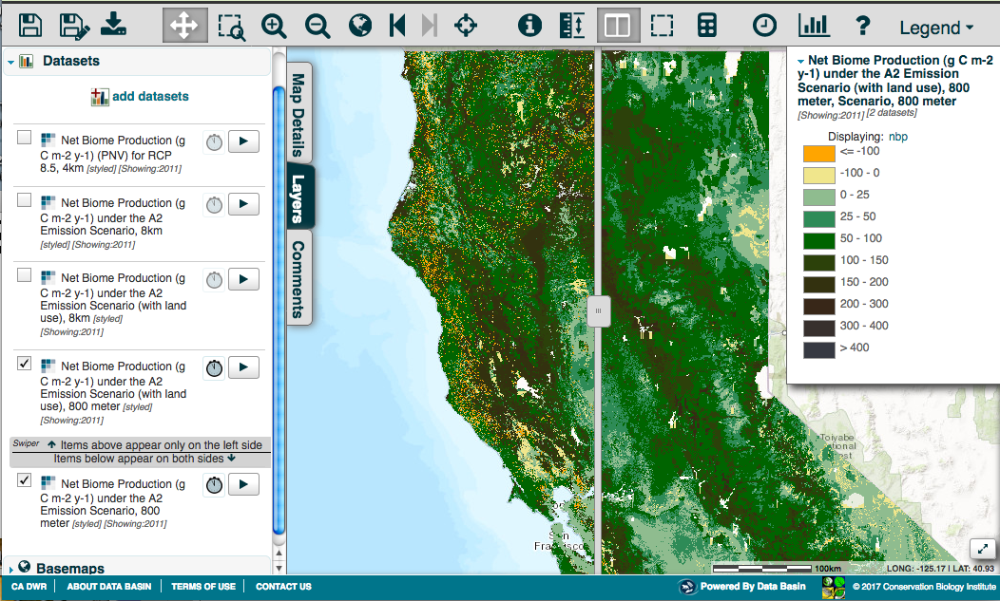 Legend
Datasets
add datasets
Net Biome Production (g
C m-2 y-1) (PNV) for RCP
8.5, 4km [styled] [Showing:2011]
Net Biome Production (g
C m-2 y-1) under the A2
Emission Scenario, 8km
[styled] [Showing:2011]
Net Biome Production (g
C m-2 y-1) under the A2
Emission Scenario (with land
use), 8km [styled]
[Showing:2011]
Net Biome Production (g
C m-2 y-1) under the A2
Emission Scenario (with land
use), 800 meter [styled]
[Showing:2011]
Swiper
Items above appear only on the left side
Items below appear on both sides
Net Biome Production (g
C m-2 y-1) under the A2
Emission Scenario, 800
meter [styled] [Showing:2011]
Basemaps
Map Details
Layers
Comments
Net Biome Production (g C m-2
y-1) under the A2 Emission
Scenario (with land use), 800
meter, Scenario, 800 meter
[Showing:2011] [2 datasets]
Displaying: nbp
<= -100
-100 - 0
0 - 25
25 - 50
50 - 100
100 - 150
150 - 200
200 - 300
300 - 400
> 400
Toiyabe
100km
LONG: -125.17 | LAT: 40.93
CA DWR
ABOUT DATA BASIN
TERMS OF USE
CONTACT US
Powered By Data Basin
© 2017 Conservation Biology Institute